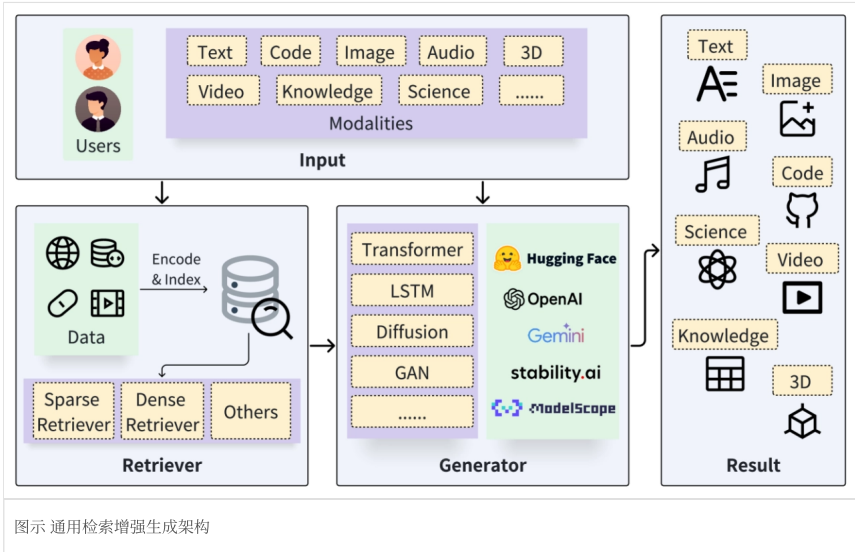 Text
Code
Image
Audio
3D
Video
Knowledge
Science
......
Modalities
Users
Input
Data
Encode
& Index
Sparse
Retriever
Dense
Retriever
Others
Retriever
Transformer
LSTM
Diffusion
GAN
......
Hugging Face
OpenAI
Gemini
stability.ai
ModelScope
Generator
Text
Image
Audio
Code
Science
Video
Knowledge
3D
Result
图示 通用检索增强生成架构